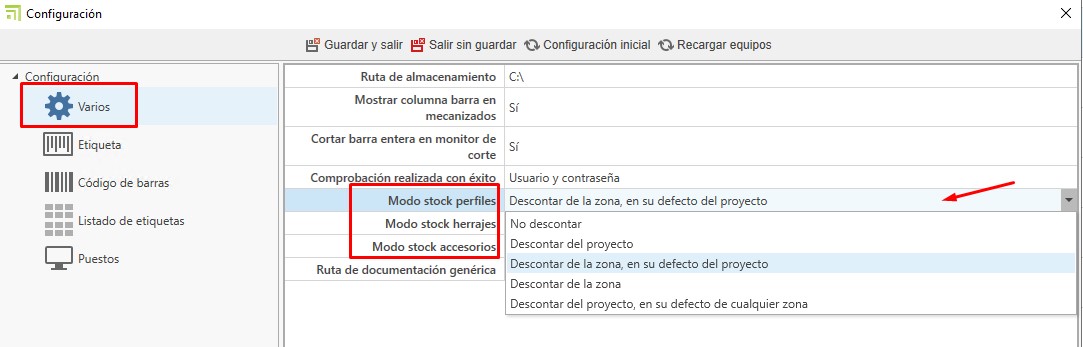 Configuración
Guardar y salir Salir sin guardar Configuración inicial Recargar equipos
Configuración
Varios
Etiqueta
Código de barras
Listado de etiquetas
Puestos
Ruta de almacenamiento C:\
Mostrar columna barra en
mecanizados Sí
Cortar barra entera en monitor de
corte Sí
Comprobación realizada con éxito Usuario y contraseña
Modo stock perfiles Descontar de la zona, en su defecto del proyecto
Modo stock herrajes
Modo stock accesorios
Ruta de documentación genérica
No descontar
Descontar del proyecto
Descontar de la zona, en su defecto del proyecto
Descontar de la zona
Descontar del proyecto, en su defecto de cualquier zona